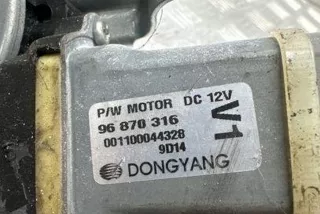 P/W MOTOR DC 12V
96 870 316
001100044328
9D14
V1
DONGYANG